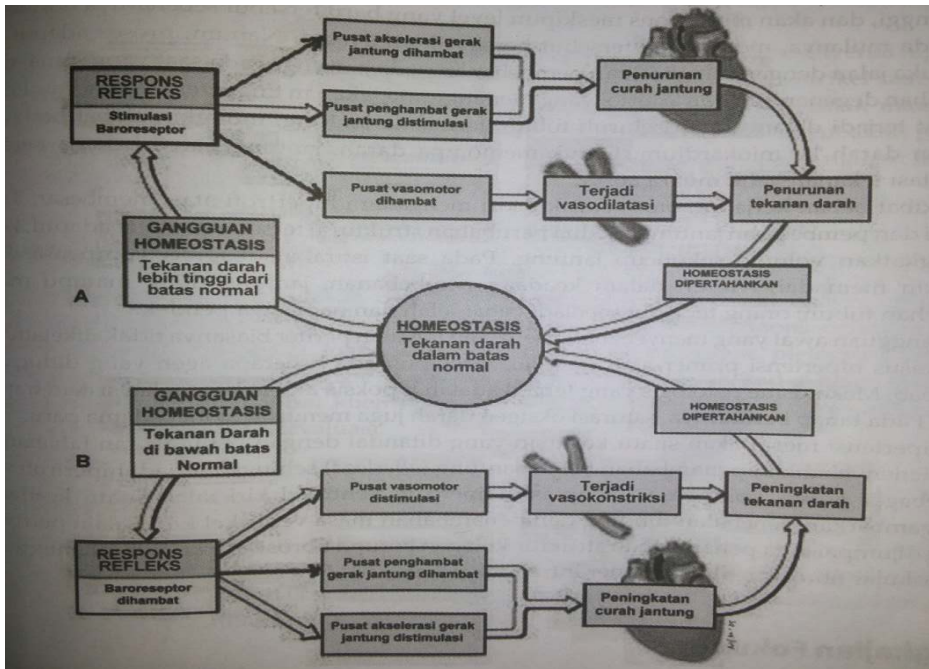 Pusat akselerasi gerak
jantung dihambat
RESPONS
REFLEKS
Stimulasi
Baroreseptor
Pusat penghambat gerak
jantung distimulasi
Penurunan
curah jantung
Pusat vasomotor
dihambat
Terjadi
vasodilatasi
Penurunan
tekanan darah
GANGGUAN
HOMEOSTASIS
Tekanan darah
lebih tinggi dari
batas normal
A
HOMEOSTASIS
DIPERTAHANKAN
HOMEOSTASIS
Tekanan darah
dalam batas
normal
GANGGUAN
HOMEOSTASIS
Tekanan Darah
di bawah batas
Normal
B
HOMEOSTASIS
DIPERTAHANKAN
Pusat vasomotor
distimulasi
Terjadi
vasokonstriksi
Peningkatan
tekanan darah
RESPONS
REFLEKS
Baroreseptor
dihambat
Pusat penghambat
gerak jantung dihambat
Pusat akselerasi gerak
jantung distimulasi
Peningkatan
curah jantung